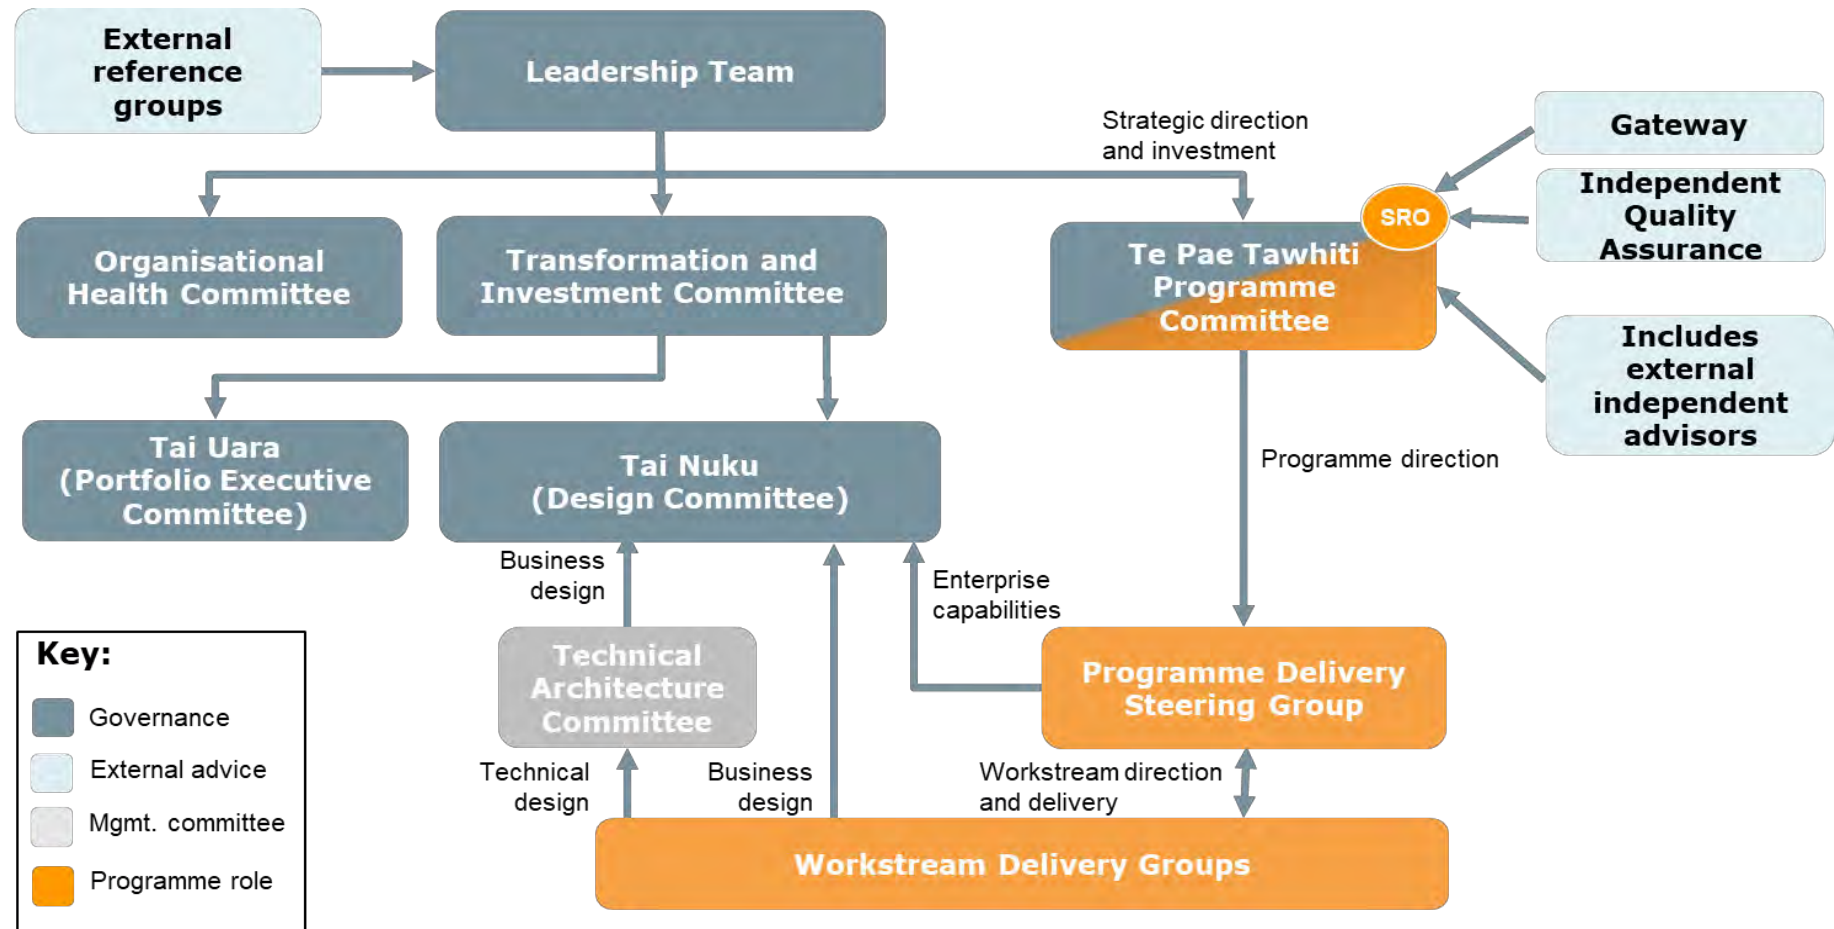 External
reference
groups
Leadership Team
Strategic direction
and investment
Gateway
Independent
Quality
Assurance
SRO
Organisational
Health Committee
Transformation and
Investment Committee
Te Pae Tawhiti
Programme
Committee
Includes
external
independent
advisors
Tai Uara
(Portfolio Executive
Committee)
Tai Nuku
(Design Committee)
Programme direction
Business
design
Enterprise
capabilities
Technical
Architecture
Committee
Programme Delivery
Steering Group
Technical
design
Business
design
Workstream direction
and delivery
Workstream Delivery Groups
Key:
Governance
External advice
Mgmt. committee
Programme role